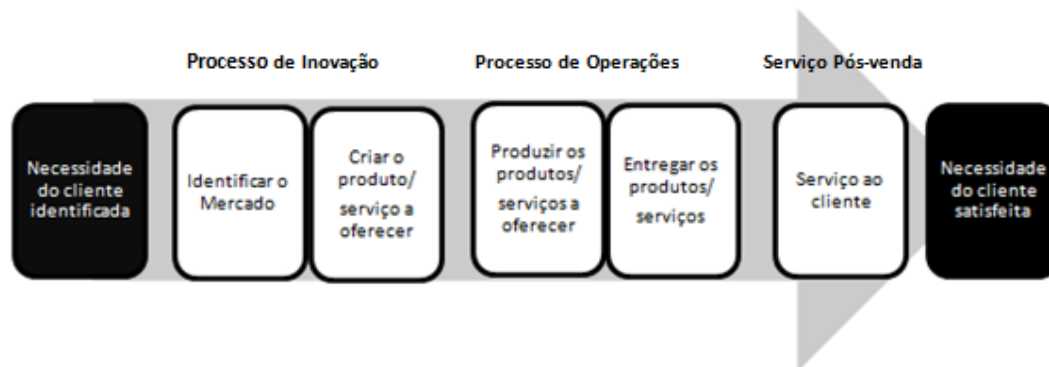 Processo de Inovação
Processo de Operações
Serviço Pós-venda
Necessidade
do cliente
identificada
Identificar o
Mercado
Criar o
produto/
serviço a
oferecer
Produzir os
produtos/
serviços a
oferecer
Entregar os
produtos/
serviços
Serviço ao
cliente
Necessidade
do cliente
satisfeita